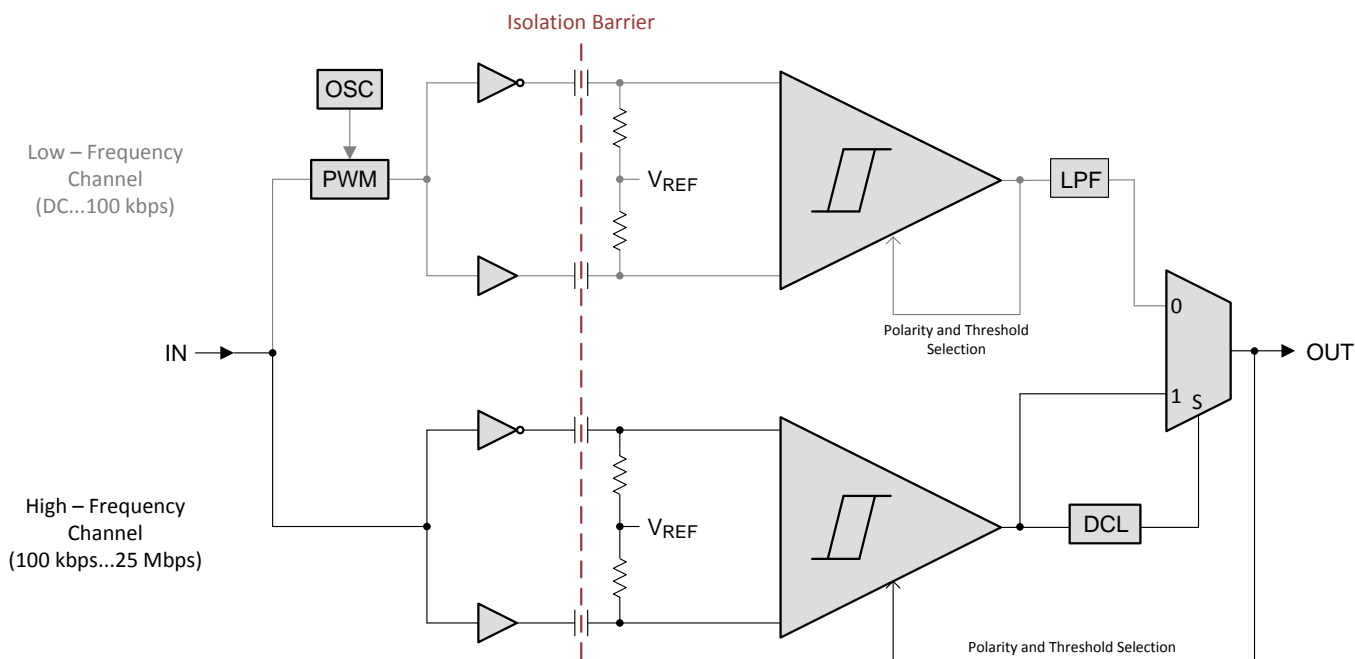 Isolation Barrier
OSC
Low – Frequency
Channel
(DC...100 kbps)
PWM
VREF
LPF
Polarity and Threshold
Selection
0
IN
OUT
1
S
High – Frequency
Channel
(100 kbps...25 Mbps)
VREF
DCL
Polarity and Threshold Selection